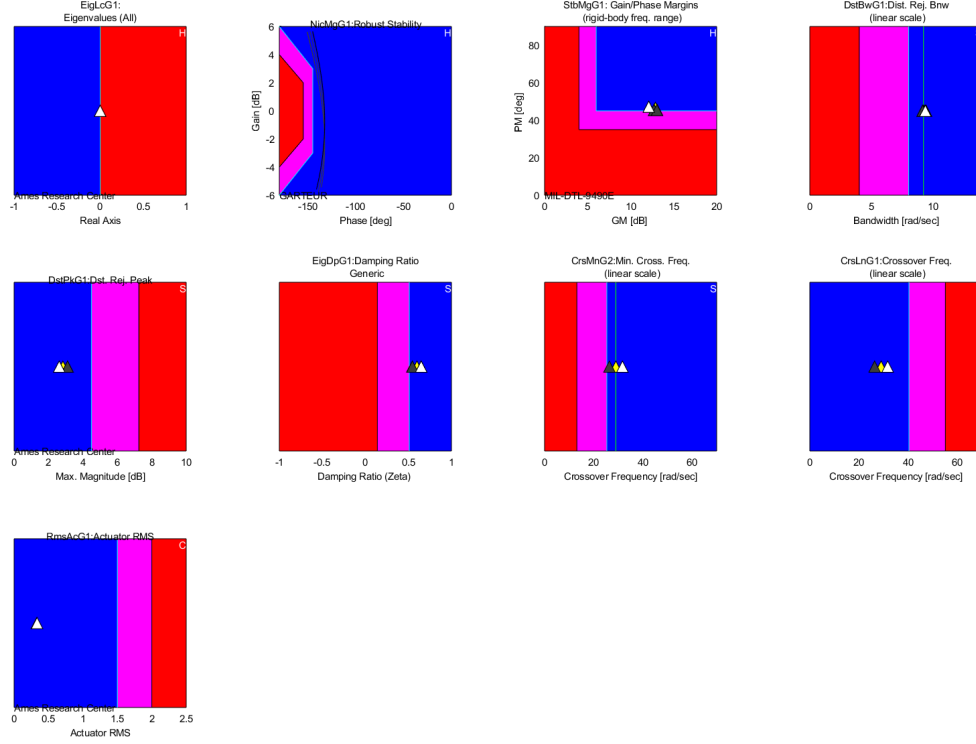 EigLcG1:
Eigenvalues (All)
H
Ames Research Center
-1 -0.5 0 0.5 1
Real Axis
NicMgG1:Robust Stability
6
4
2
0
-2
-4
-6
Gain [dB]
GARTEUR
-150 -100 -50 0
Phase [deg]
StbMgG1: Gain/Phase Margins
(rigid-body freq. range)
H
80
60
40
20
0
PM [deg]
MIL-DTL-9490E
0 5 10 15 20
GM [dB]
DstBwG1:Dist. Rej. Bnw
(linear scale)
0 5 10
Bandwidth [rad/sec]
DstPkG1:Dst. Rej. Peak
S
Ames Research Center
0 2 4 6 8 10
Max. Magnitude [dB]
EigDpG1:Damping Ratio
Generic
S
-1 -0.5 0 0.5 1
Damping Ratio (Zeta)
CrsMnG2:Min. Cross. Freq.
(linear scale)
S
0 20 40 60
Crossover Frequency [rad/sec]
CrsLnG1:Crossover Freq.
(linear scale)
0 20 40 60
Crossover Frequency [rad/sec]
RmsAcG1:Actuator RMS
C
Ames Research Center
0 0.5 1 1.5 2 2.5
Actuator RMS